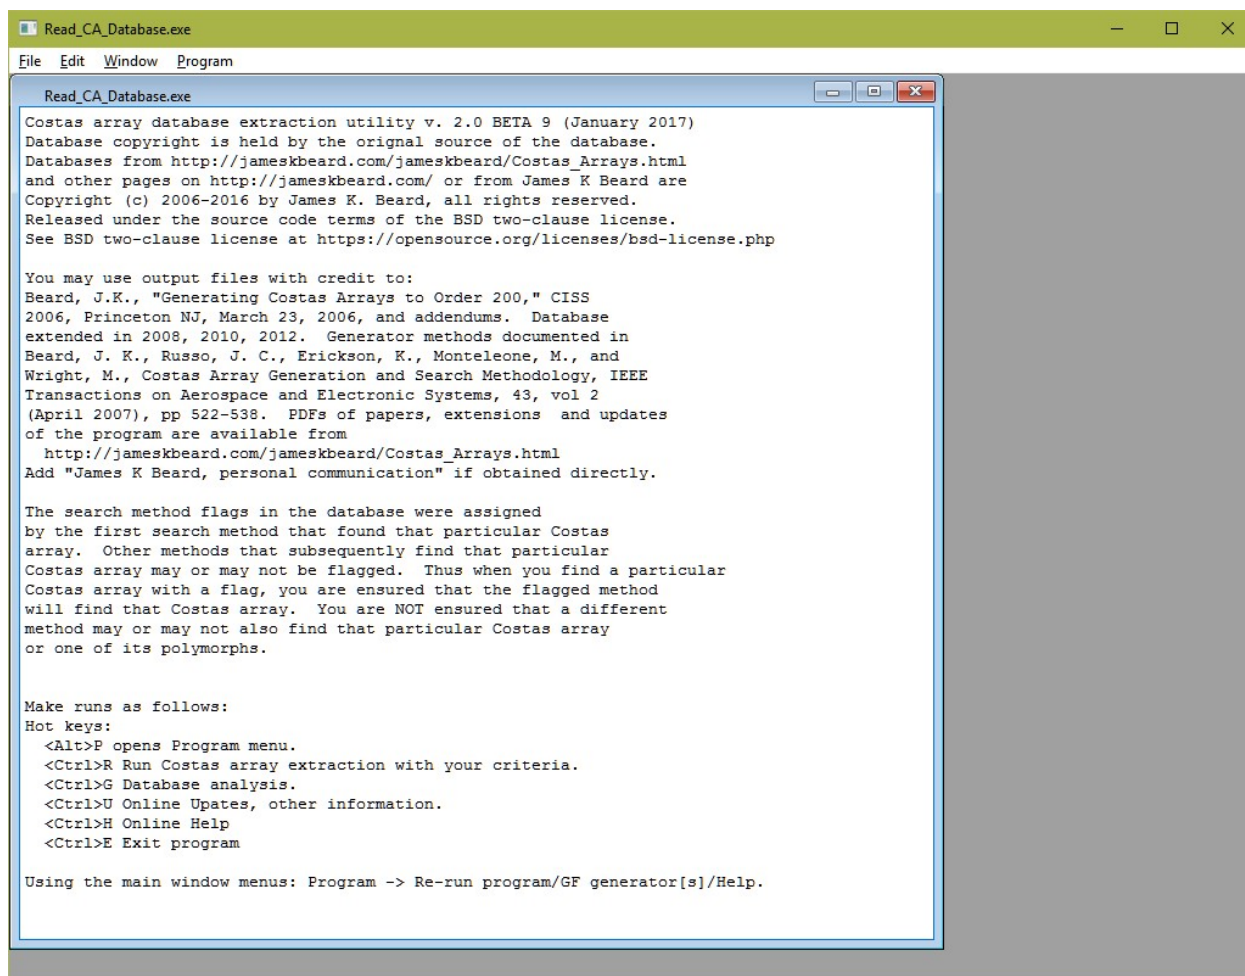 Read_CA_Database.exe
File Edit Window Program
Read_CA_Database.exe
Costas array database extraction utility v. 2.0 BETA 9 (January 2017)
Database copyright is held by the orignal source of the database.
Databases from http://jameskbeard.com/jameskbeard/Costas_Arrays.html
and other pages on http://jameskbeard.com/ or from James K Beard are
Copyright (c) 2006-2016 by James K. Beard, all rights reserved.
Released under the source code terms of the BSD two-clause license.
See BSD two-clause license at https://opensource.org/licenses/bsd-license.php
You may use output files with credit to:
Beard, J.K., "Generating Costas Arrays to Order 200," CISS
2006, Princeton NJ, March 23, 2006, and addendums.  Database
extended in 2008, 2010, 2012.  Generator methods documented in
Beard, J. K., Russo, J. C., Erickson, K., Monteleone, M., and
Wright, M., Costas Array Generation and Search Methodology, IEEE
Transactions on Aerospace and Electronic Systems, 43, vol 2
(April 2007), pp 522-538.  PDFs of papers, extensions  and updates
of the program are available from
http://jameskbeard.com/jameskbeard/Costas_Arrays.html
Add "James K Beard, personal communication" if obtained directly.
The search method flags in the database were assigned
by the first search method that found that particular Costas
array.  Other methods that subsequently find that particular
Costas array may or may not be flagged.  Thus when you find a particular
Costas array with a flag, you are ensured that the flagged method
will find that Costas array.  You are NOT ensured that a different
method may or may not also find that particular Costas array
or one of its polymorphs.
Make runs as follows:
Hot keys:
<Alt>P opens Program menu.
<Ctrl>R Run Costas array extraction with your criteria.
<Ctrl>G Database analysis.
<Ctrl>U Online Upates, other information.
<Ctrl>H Online Help
<Ctrl>E Exit program
Using the main window menus: Program -> Re-run program/GF generator[s]/Help.